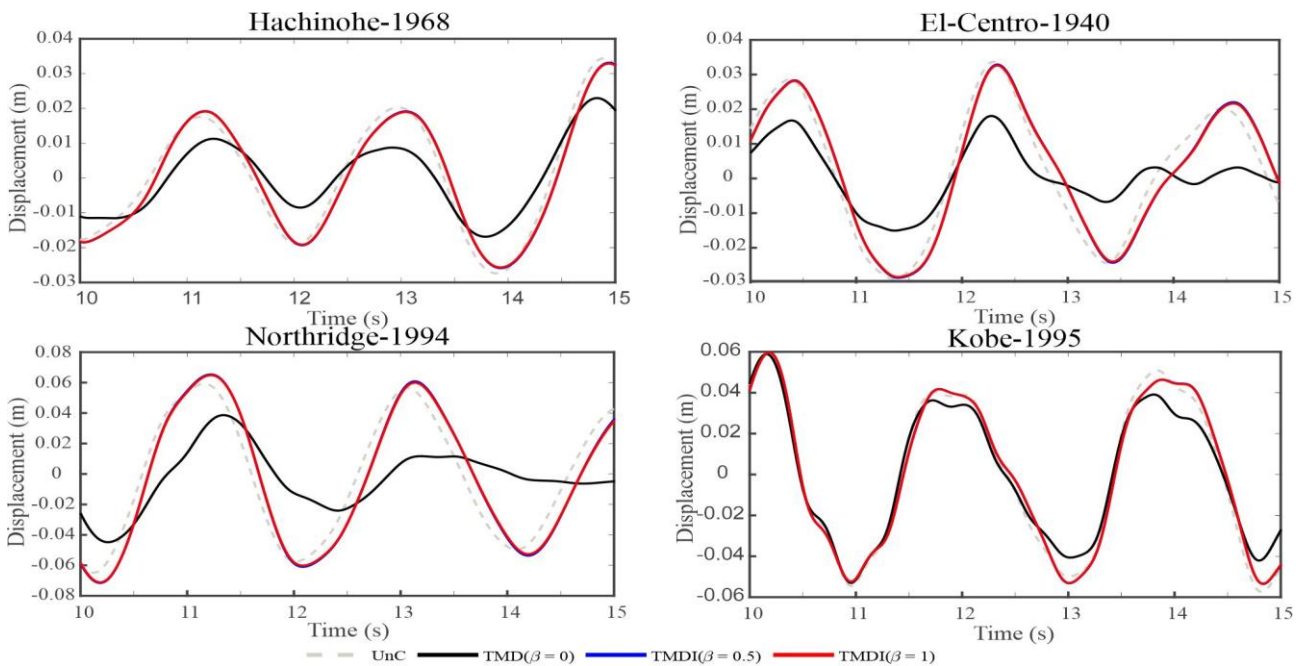 Hachinohe-1968
El-Centro-1940
Displacement (m)
0.04
0.03
0.02
0.01
0
-0.01
-0.02
-0.03
10 11 12 13 14 15
Time (s)
Displacement (m)
0.04
0.03
0.02
0.01
0
-0.01
-0.02
-0.03
10 11 12 13 14 15
Time (s)
Northridge-1994
Kobe-1995
Displacement (m)
0.08
0.06
0.04
0.02
0
-0.02
-0.04
-0.06
-0.08
10 11 12 13 14 15
Time (s)
Displacement (m)
0.06
0.04
0.02
0
-0.02
-0.04
-0.06
10 11 12 13 14 15
Time (s)
UnC TMD(β = 0) TMDI(β = 0.5) TMDI(β = 1)